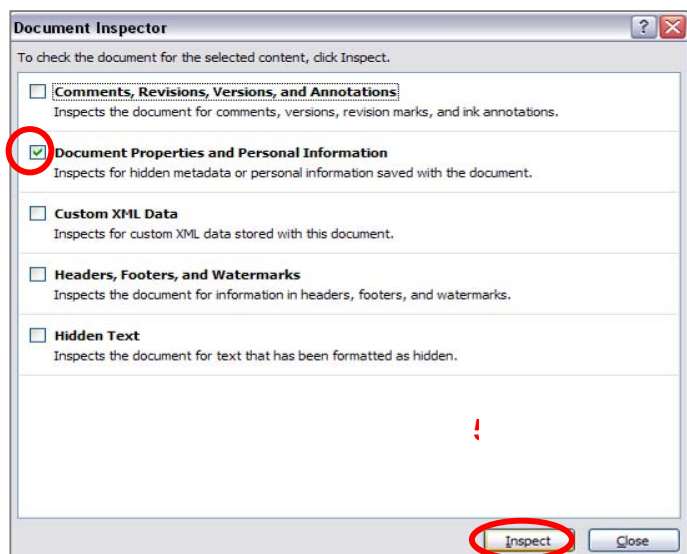 Document Inspector
To check the document for the selected content, click Inspect.
Comments, Revisions, Versions, and Annotations
Inspects the document for comments, versions, revision marks, and ink annotations.
Document Properties and Personal Information
Inspects for hidden metadata or personal information saved with the document.
Custom XML Data
Inspects for custom XML data stored with this document.
Headers, Footers, and Watermarks
Inspects the document for information in headers, footers, and watermarks.
Hidden Text
Inspects the document for text that has been formatted as hidden.
Inspect Close